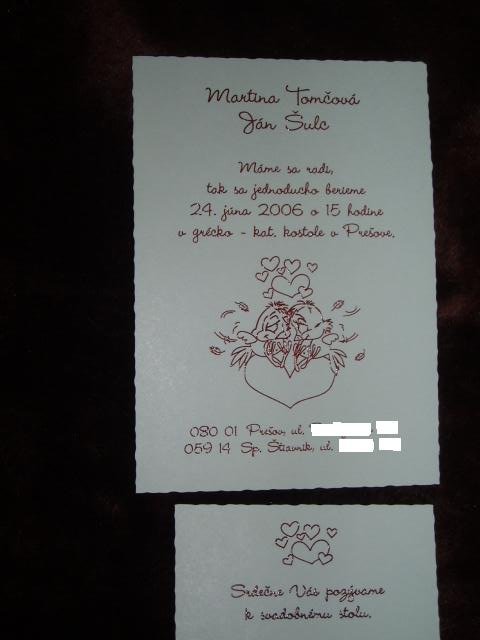 Martina Tomčová
Ján Šulc
Máme sa radi,
tak sa jednoducho berieme
24. júna 2006 o 15 hodine
v grécko - kat. kostole v Prešove.
080 01 Prešov, ul.
059 14 Sp. Štiavnik, ul.
Srdečne Vás pozývame
k svadobnému stolu.